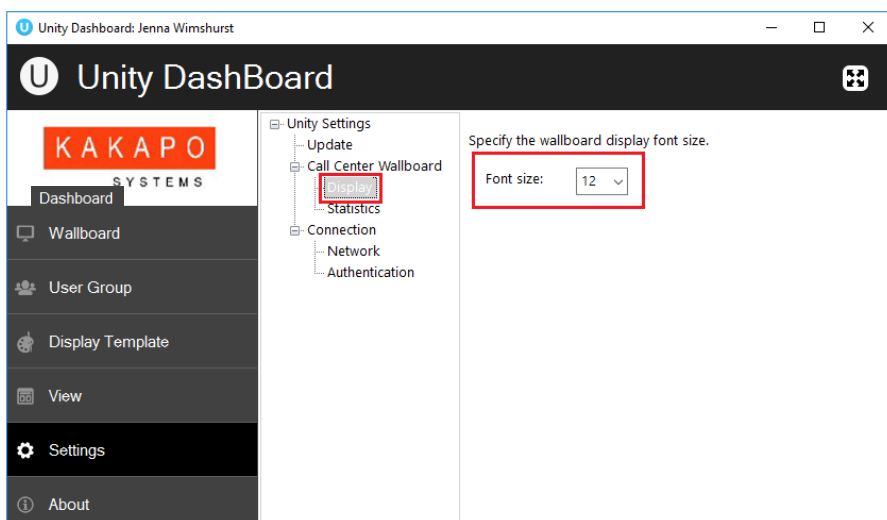 Unity Dashboard: Jenna Wimshurst
Unity DashBoard
KAKAPO
SYSTEMS
Dashboard
Wallboard
User Group
Display Template
View
Settings
About
Unity Settings
Update
Call Center Wallboard
Display
Statistics
Connection
Network
Authentication
Specify the wallboard display font size.
Font size: 12